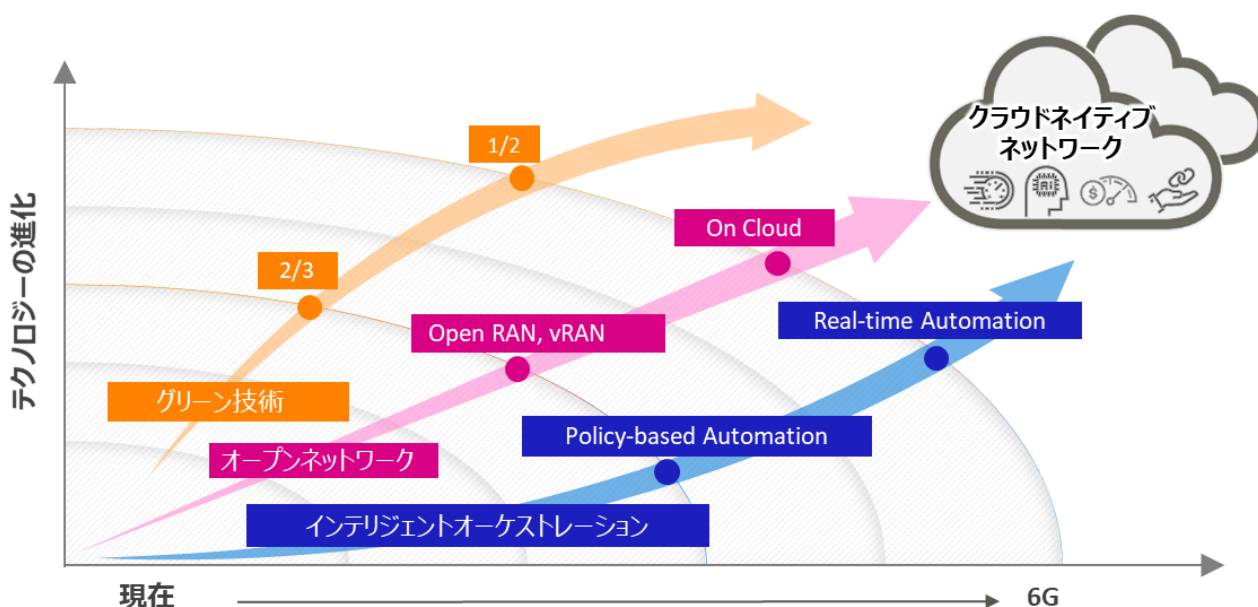 クラウドネイティブ
ネットワーク
AI
$
テクノロジーの進化
1/2
2/3
On Cloud
Open RAN, vRAN
Real-time Automation
グリーン技術
Policy-based Automation
オープンネットワーク
インテリジェントオーケストレーション
現在
6G